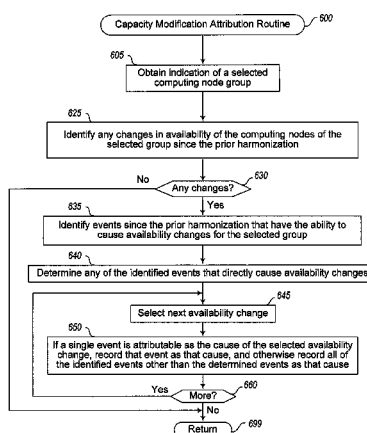 Capacity Modification Attribution Routine
600
605
Obtain indication of a selected
computing node group
625
Identify any changes in availability of the computing nodes of the
selected group since the prior harmonization
630
No
Any changes?
Yes
635
Identify events since the prior harmonization that have the ability to
cause availability changes for the selected group
640
Determine any of the identified events that directly cause availability changes
645
Select next availability change
650
If a single event is attributable as the cause of the selected availability
change, record that event as that cause, and otherwise record all of
the identified events other than the determined events as that cause
Yes
More?
660
No
Return
699